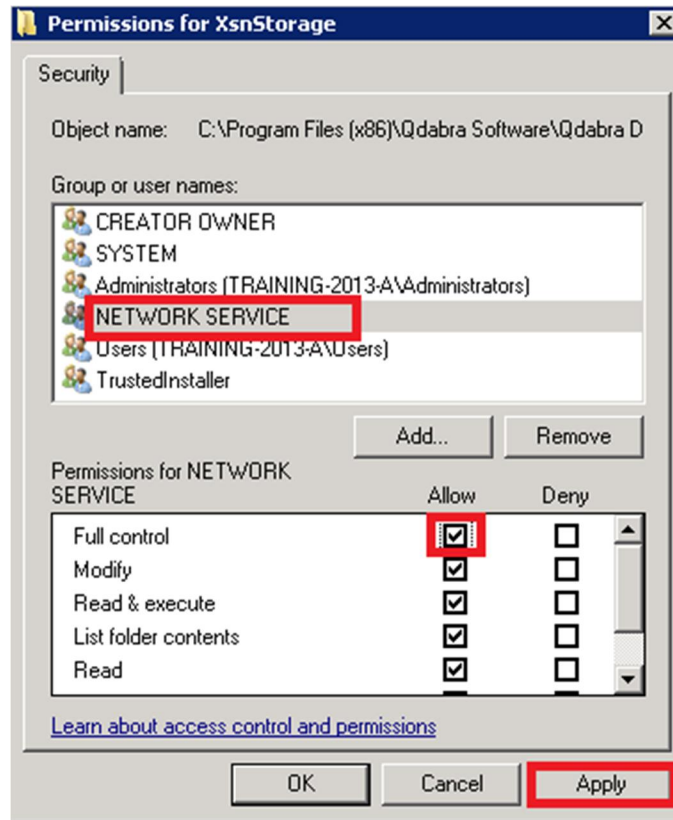 Permissions for XsnStorage
Security
Object name: C:\Program Files (x86)\Qdabra Software\Qdabra D
Group or user names:
CREATOR OWNER
SYSTEM
Administrators (TRAINING-2013-A\Administrators)
NETWORK SERVICE
Users (TRAINING-2013-A\Users)
TrustedInstaller
Add... Remove
Permissions for NETWORK
SERVICE Allow Deny
Full control
Modify
Read & execute
List folder contents
Read
Learn about access control and permissions
OK Cancel Apply